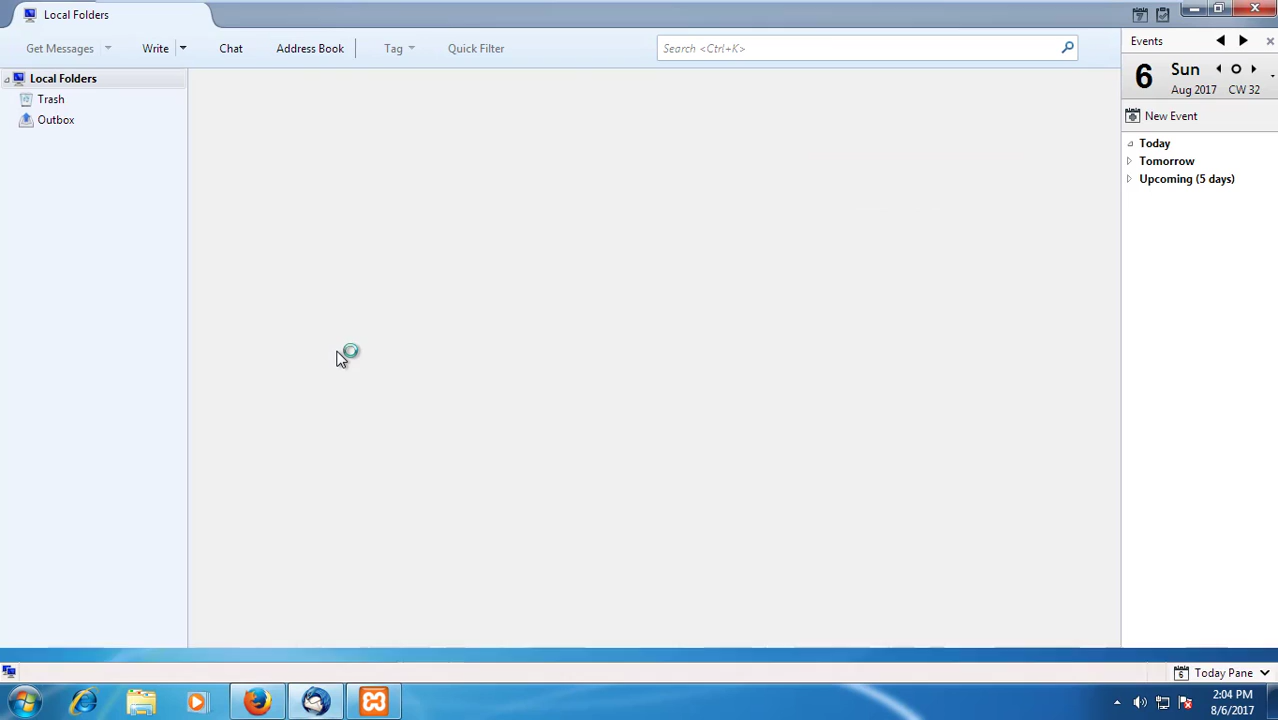 Local Folders
Get Messages
Write
Chat
Address Book
Tag
Quick Filter
Search <Ctrl+K>
Local Folders
Trash
Outbox
7
Events
6
Sun
Aug 2017
CW 32
New Event
Today
Tomorrow
Upcoming (5 days)
6
Today Pane
2:04 PM
8/6/2017